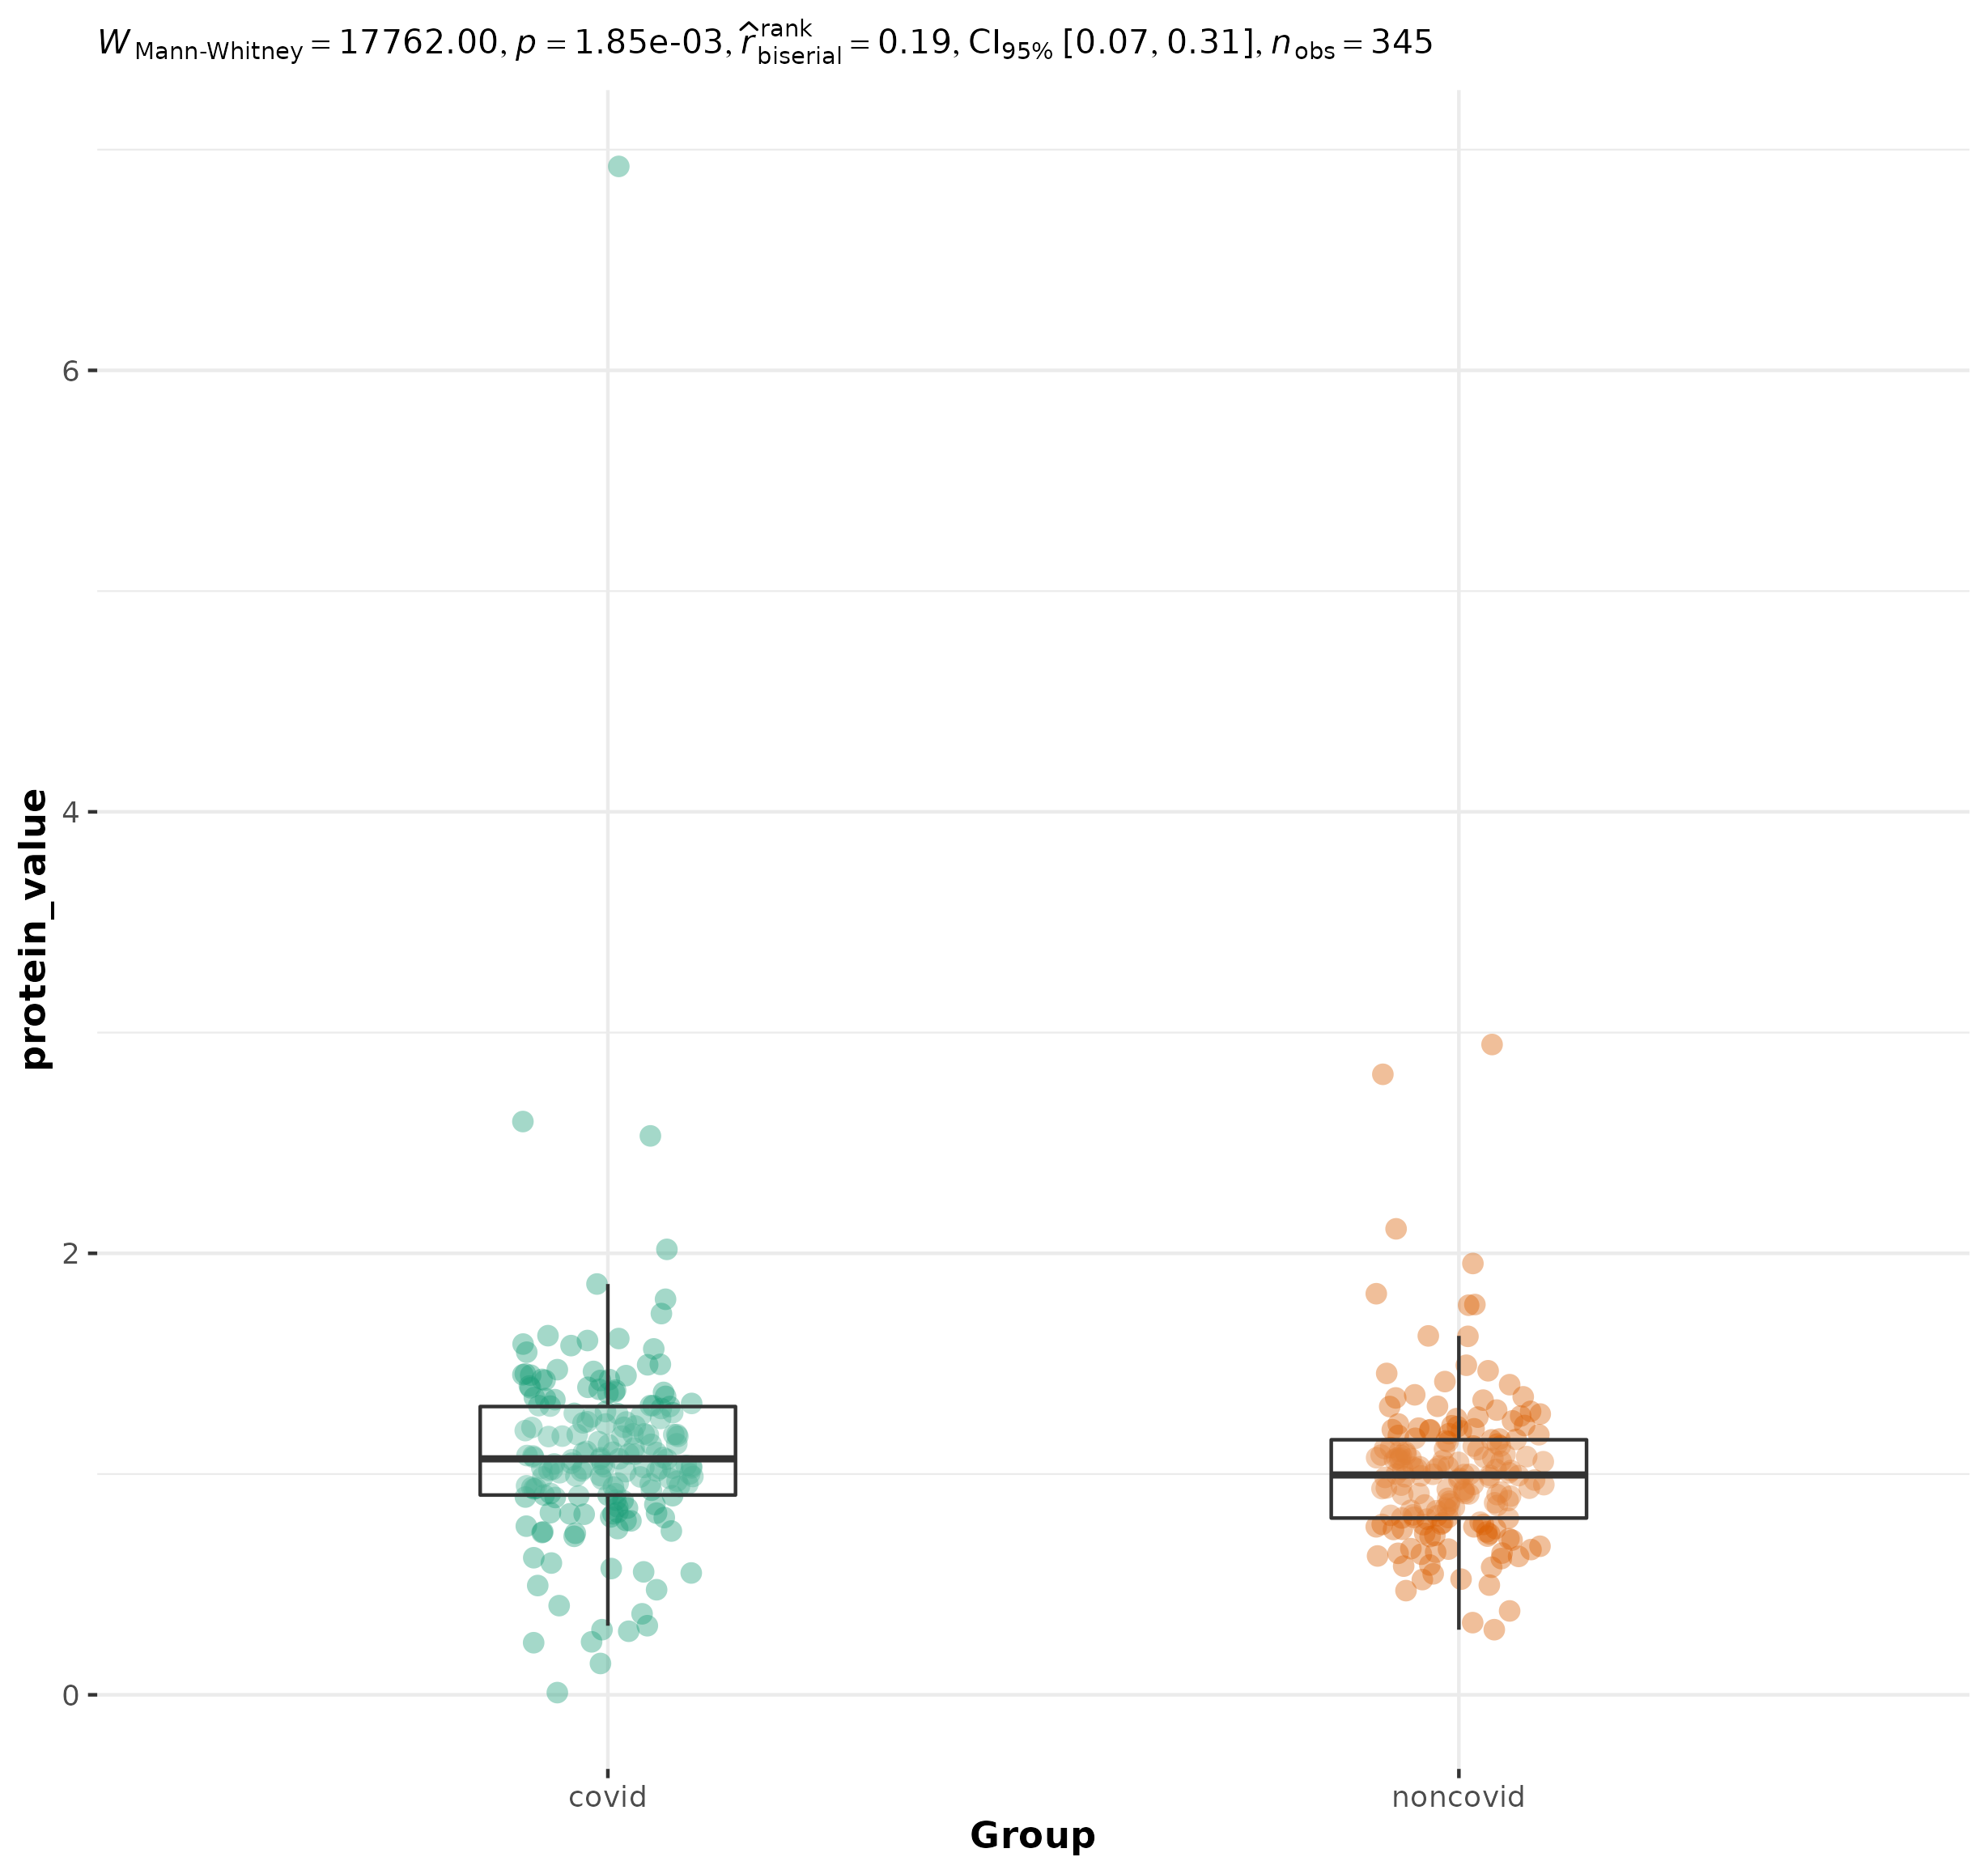 W Mann-Whitney = 17762.00, p = 1.85e-03, r̂ rank biserial = 0.19, CI95% [0.07, 0.31], n obs = 345
6
4
2
0
protein_value
covid
noncovid
Group